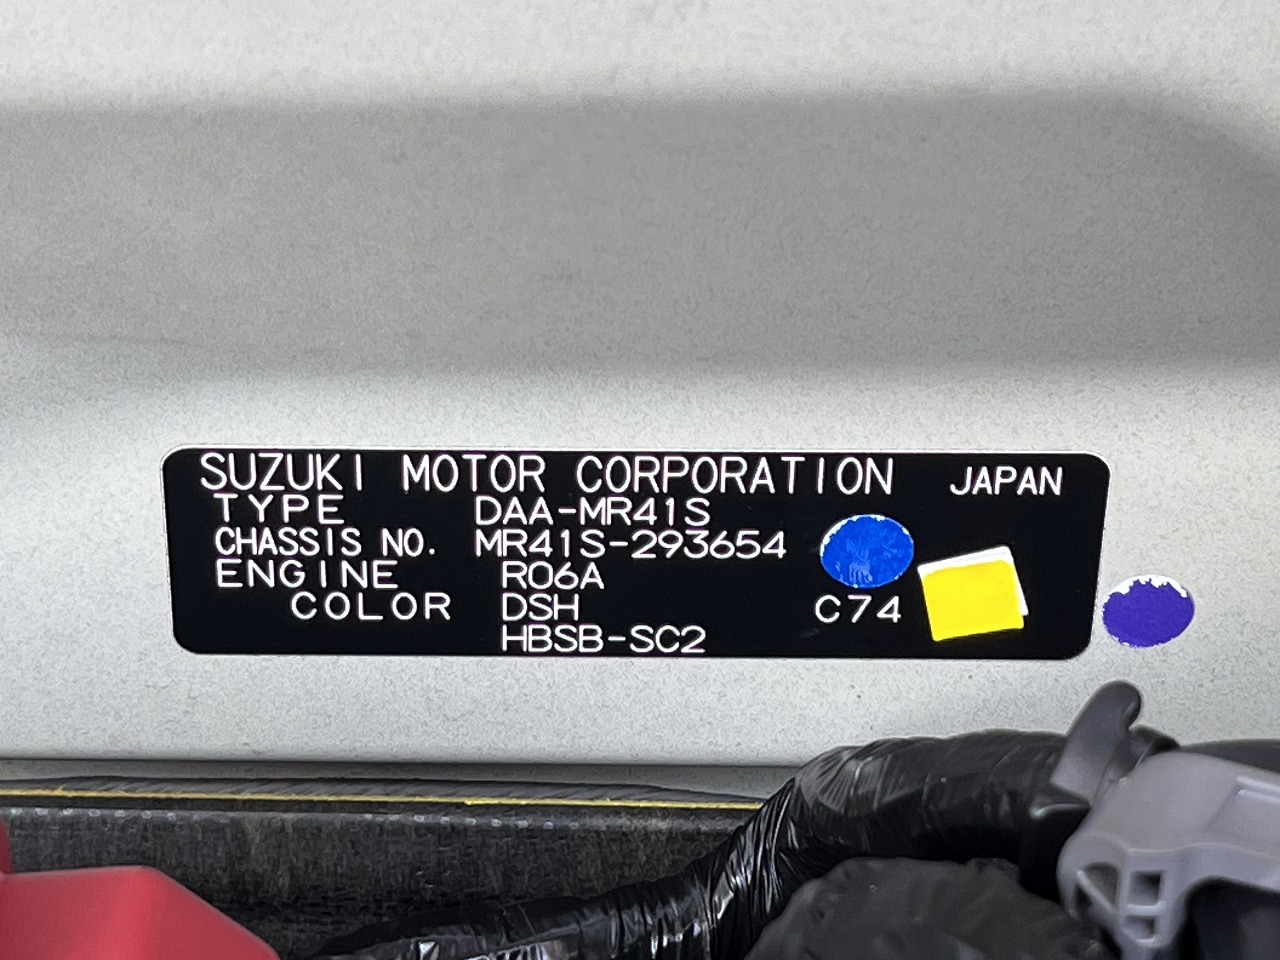 SUZUKI MOTOR CORPORATION JAPAN
TYPE DAA-MR41S
CHASSIS NO. MR41S-293654
ENGINE R06A
COLOR DSH C74
HBSB-SC2